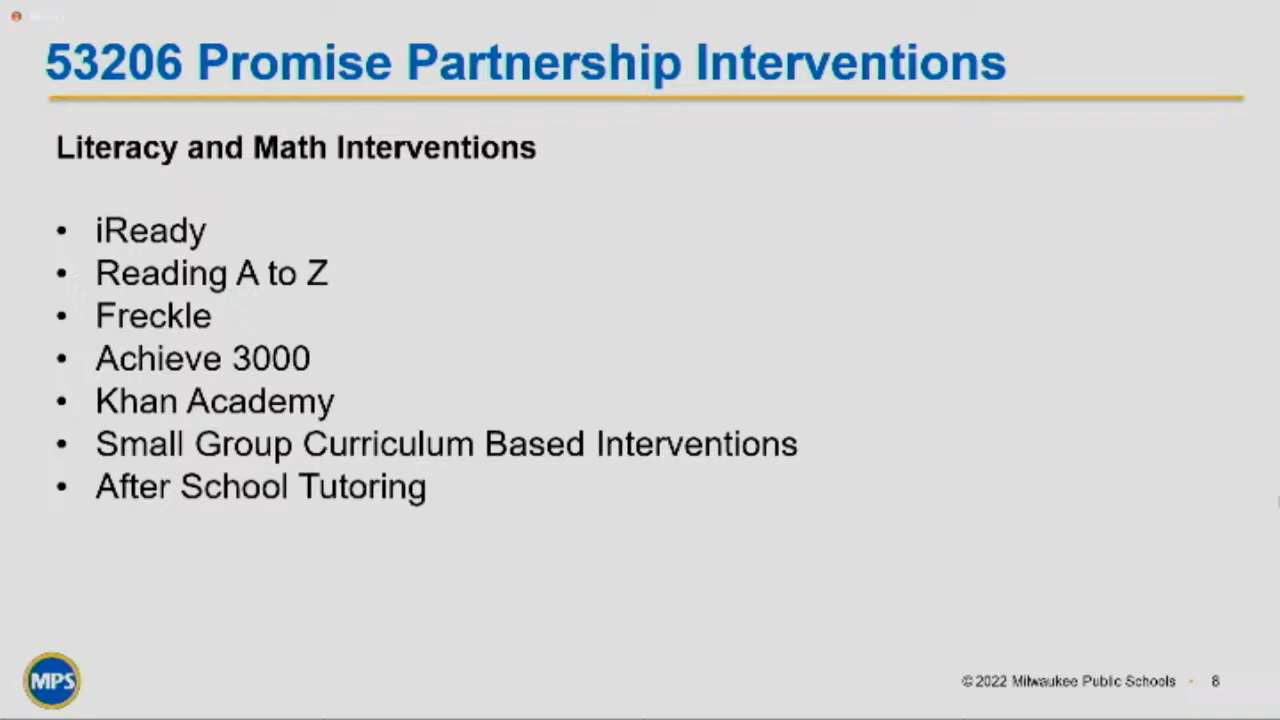 53206 Promise Partnership Interventions
Literacy and Math Interventions
• iReady
• Reading A to Z
• Freckle
• Achieve 3000
• Khan Academy
• Small Group Curriculum Based Interventions
• After School Tutoring
MPS
© 2022 Milwaukee Public Schools • 8